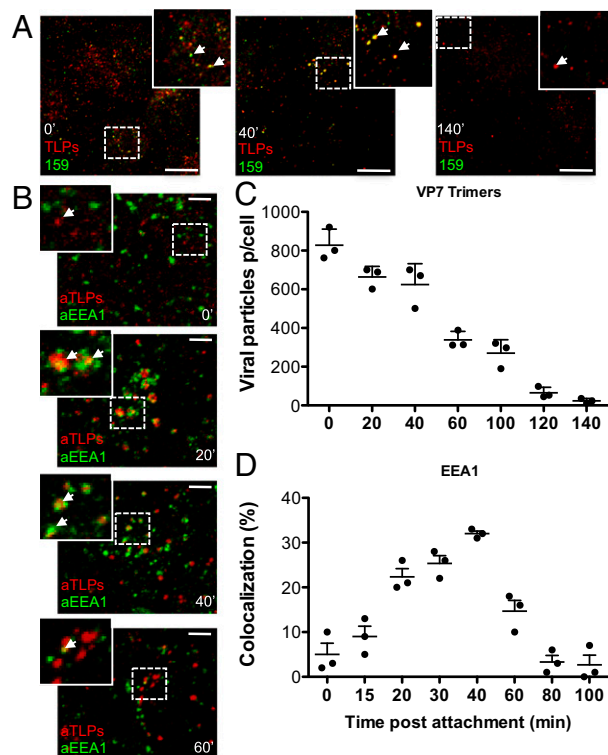 A
0'
TLPs
159
40'
TLPs
159
140'
TLPs
159
B
aTLPs
aEEA1
0'
aTLPs
aEEA1
20'
aTLPs
aEEA1
40'
aTLPs
aEEA1
60'
C
VP7 Trimers
Viral particles p/cell
1000
800
600
400
200
0
0 20 40 60 100 120 140
D
EEA1
Colocalization (%)
40
30
20
10
0
0 15 20 30 40 60 80 100
Time post attachment (min)